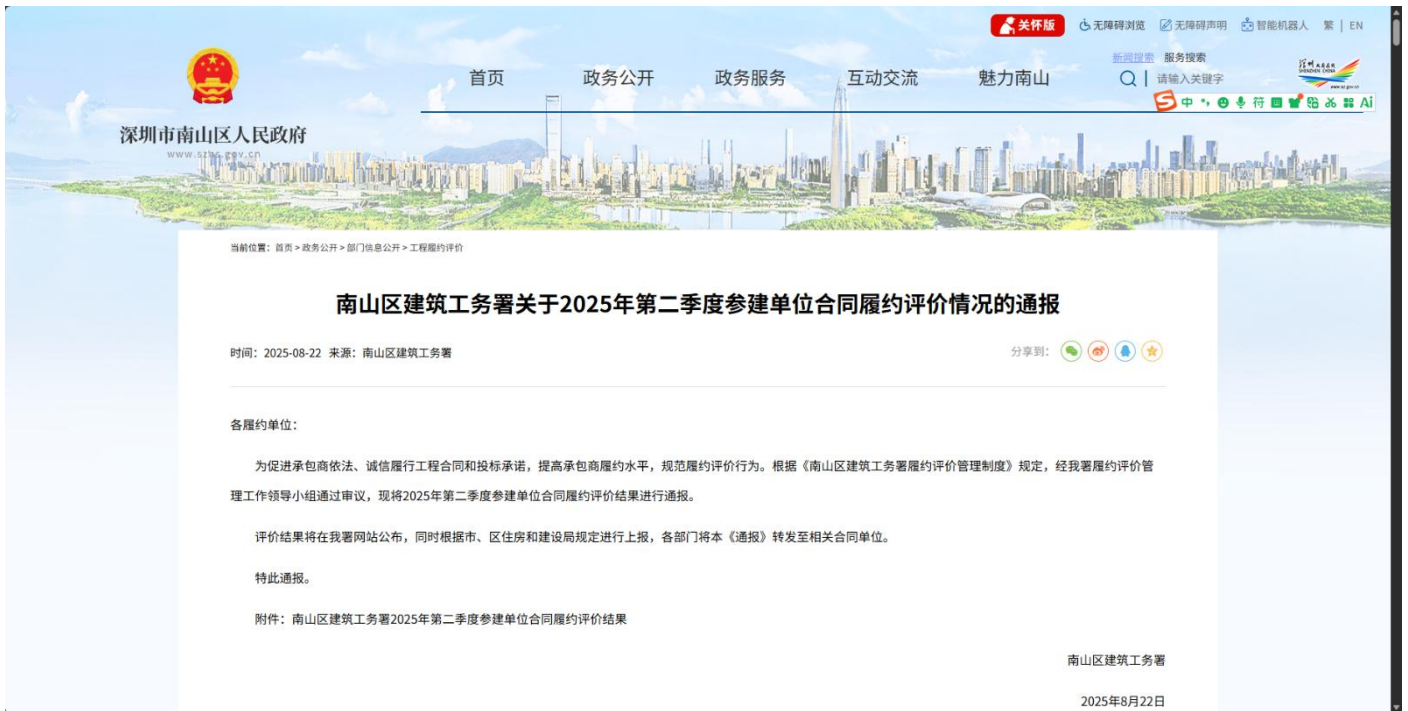 关怀版 无障碍浏览 无障碍声明 智能机器人 繁 | EN
新闻搜索 服务搜索
首页 政务公开 政务服务 互动交流 魅力南山
请输入关键字
中 符 Ai
深圳市南山区人民政府
www.szns.gov.cn
当前位置：首页 > 政务公开 > 部门信息公开 > 工程履约评价
南山区建筑工务署关于2025年第二季度参建单位合同履约评价情况的通报
时间：2025-08-22 来源：南山区建筑工务署 分享到：
各履约单位：
为促进承包商依法、诚信履行工程合同和投标承诺，提高承包商履约水平，规范履约评价行为。根据《南山区建筑工务署履约评价管理制度》规定，经我署履约评价管
理工作领导小组通过审议，现将2025年第二季度参建单位合同履约评价结果进行通报。
评价结果将在我署网站公布，同时根据市、区住房和建设局规定进行上报，各部门将本《通报》转发至相关合同单位。
特此通报。
附件：南山区建筑工务署2025年第二季度参建单位合同履约评价结果
南山区建筑工务署
2025年8月22日